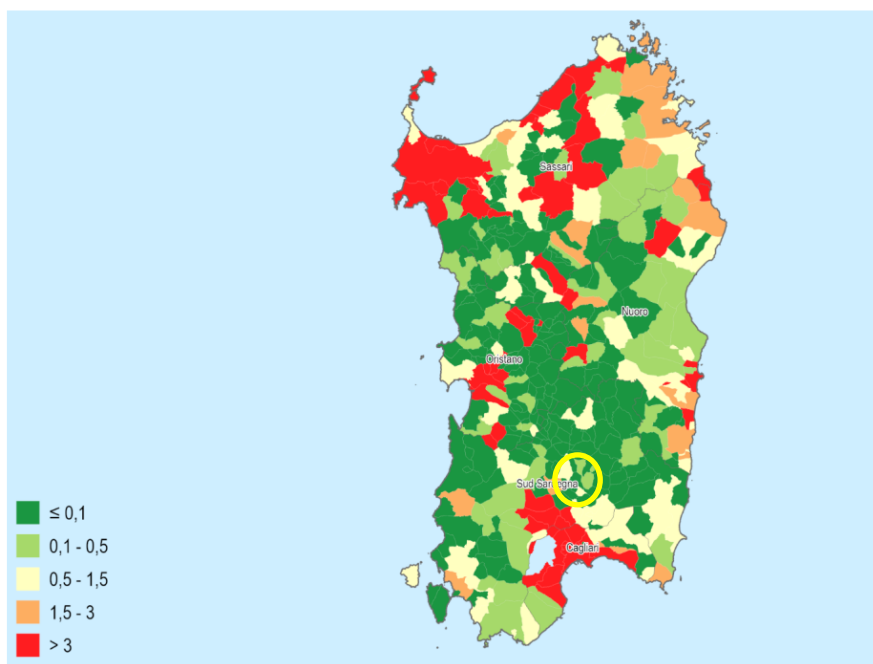 Sassari
Nuoro
Oristano
Sud Sardegna
Cagliari
≤ 0,1
0,1 - 0,5
0,5 - 1,5
1,5 - 3
> 3